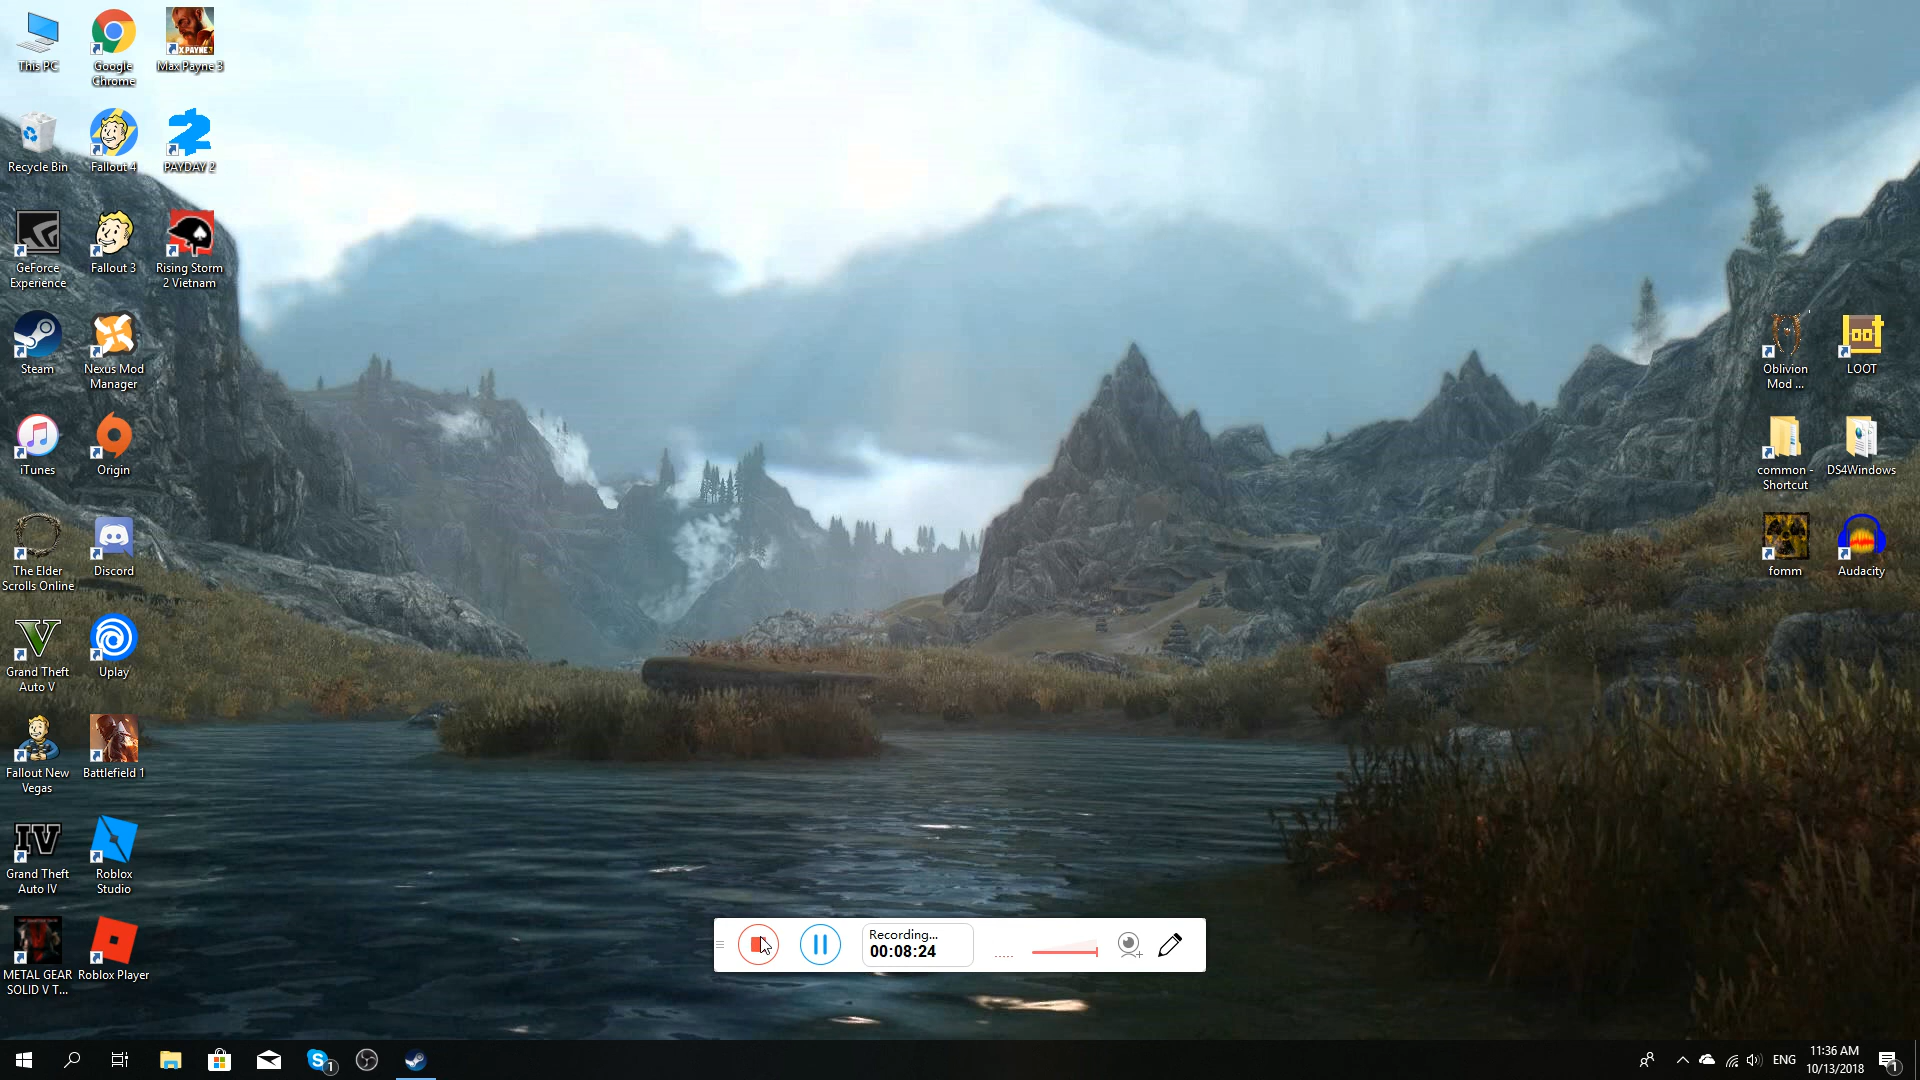 This PC
Google
Chrome
Max Payne 3
Recycle Bin
Fallout 4
PAYDAY 2
GeForce
Experience
Fallout 3
Rising Storm
2 Vietnam
Steam
Nexus Mod
Manager
Oblivion
Mod ...
LOOT
iTunes
Origin
common -
Shortcut
DS4Windows
The Elder
Scrolls Online
Discord
fomm
Audacity
Grand Theft
Auto V
Uplay
Fallout New
Vegas
Battlefield 1
Grand Theft
Auto IV
Roblox
Studio
METAL GEAR
SOLID V T...
Roblox Player
Recording...
00:08:24
1
ENG
11:36 AM
10/13/2018
1